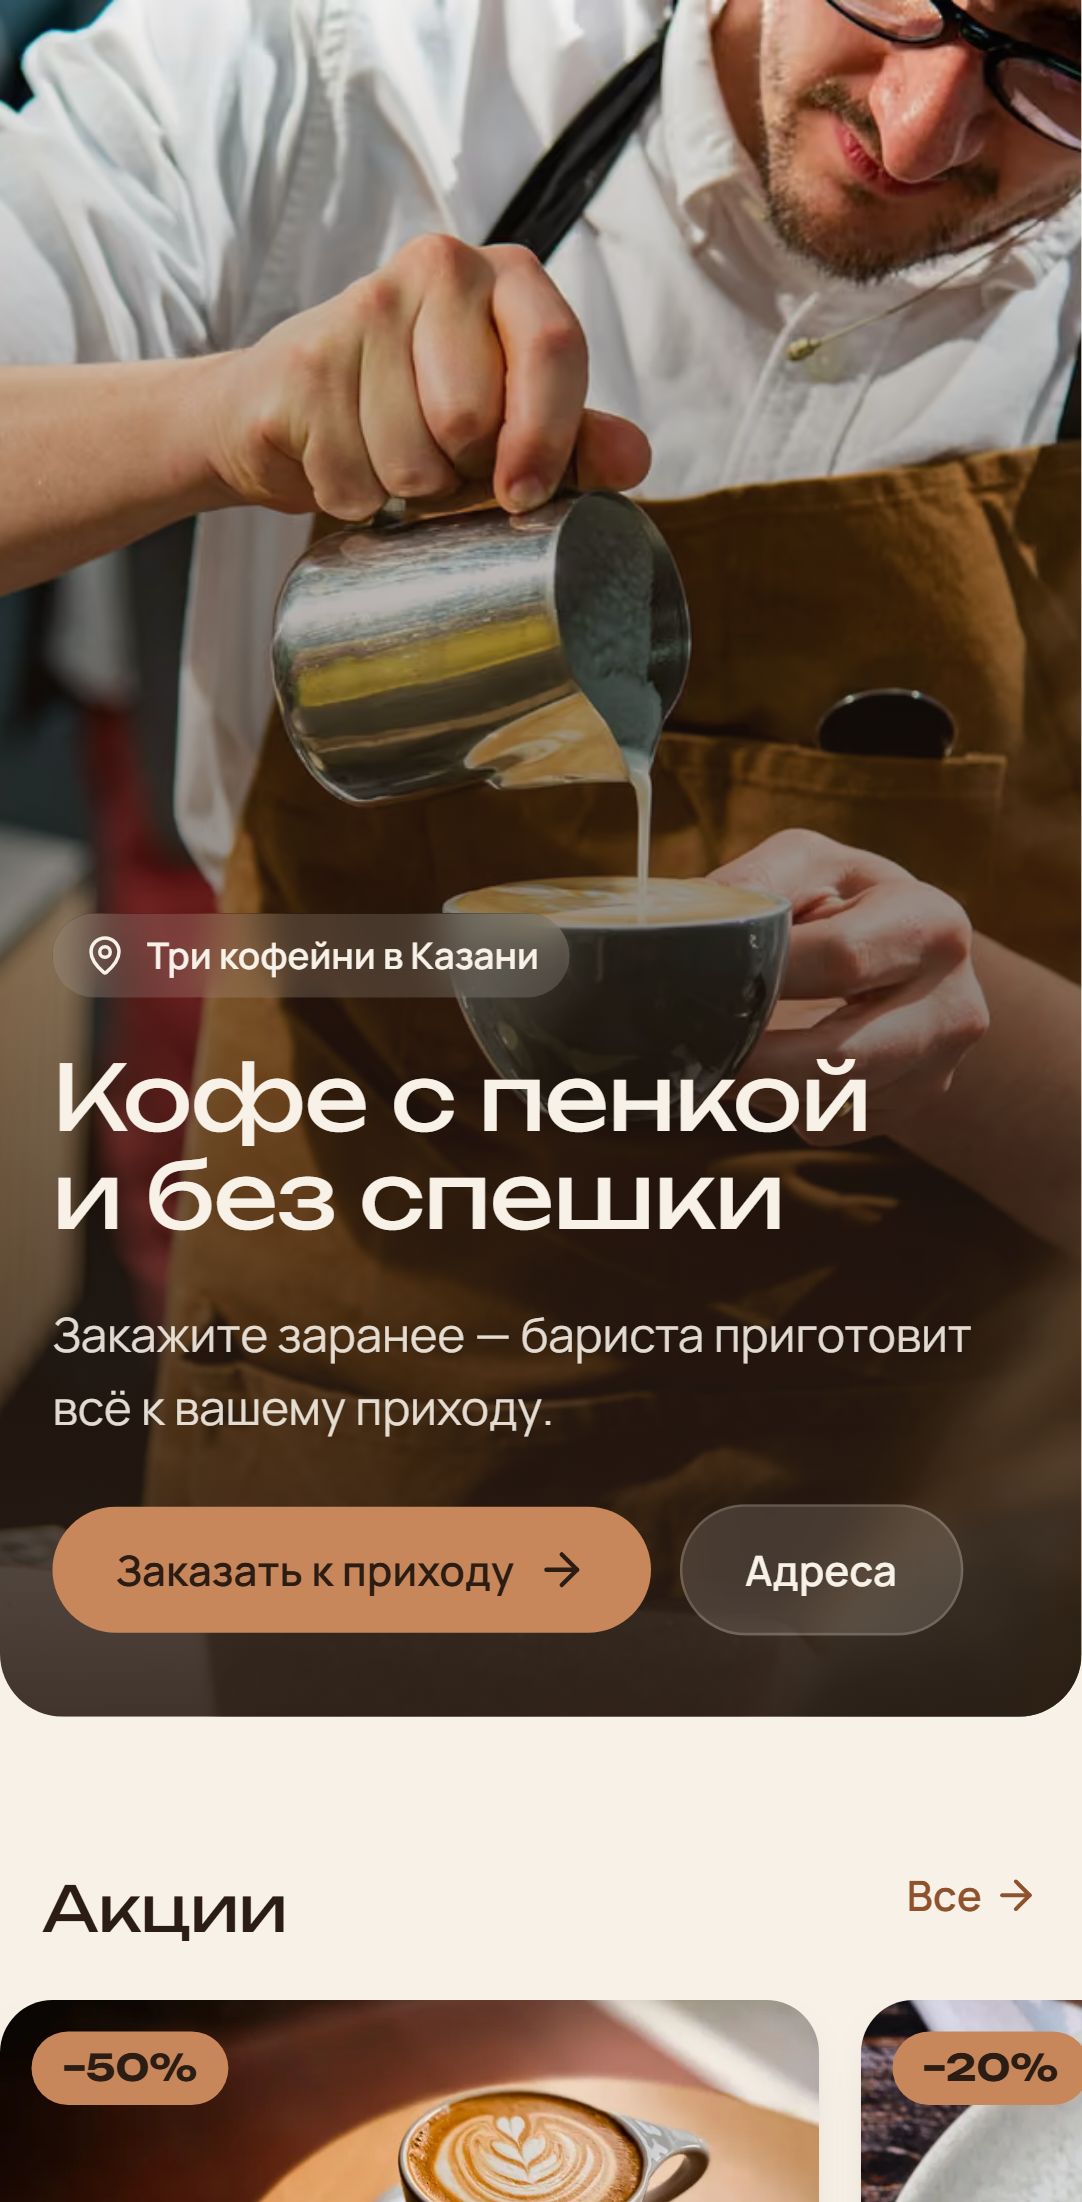 Три кофейни в Казани
Кофе с пенкой
и без спешки
Закажите заранее — бариста приготовит
всё к вашему приходу.
Заказать к приходу →
Адреса
Акции
Все →
−50%
−20%